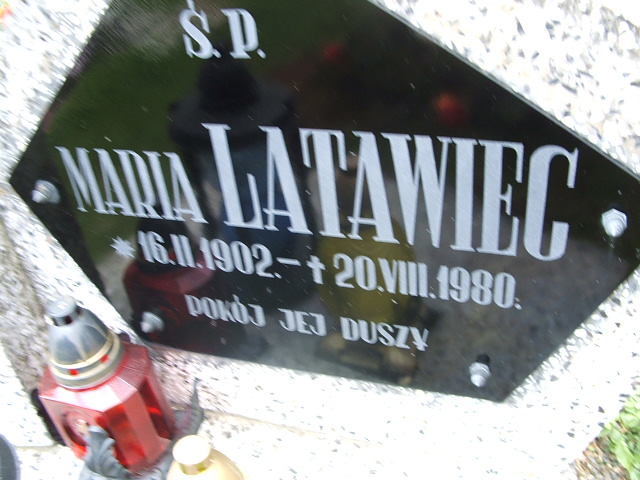 Ś.P.
MARIA LATAWIEC
*16.II.1902.-†20.VIII.1980.
POKÓJ JEJ DUSZY